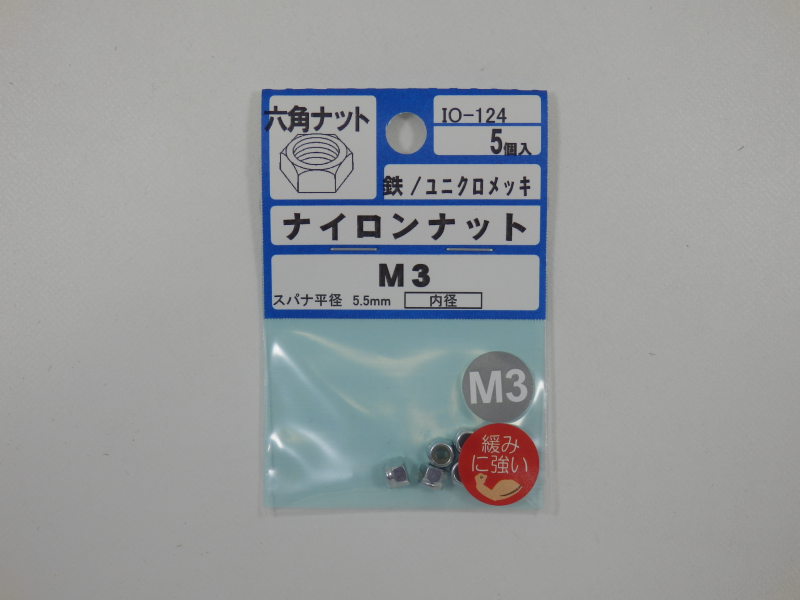 六角ナット
IO-124
5個入
鉄/ユニクロメッキ
ナイロンナット
M3
スパナ平径 5.5mm 内径
M3
緩み
に強い